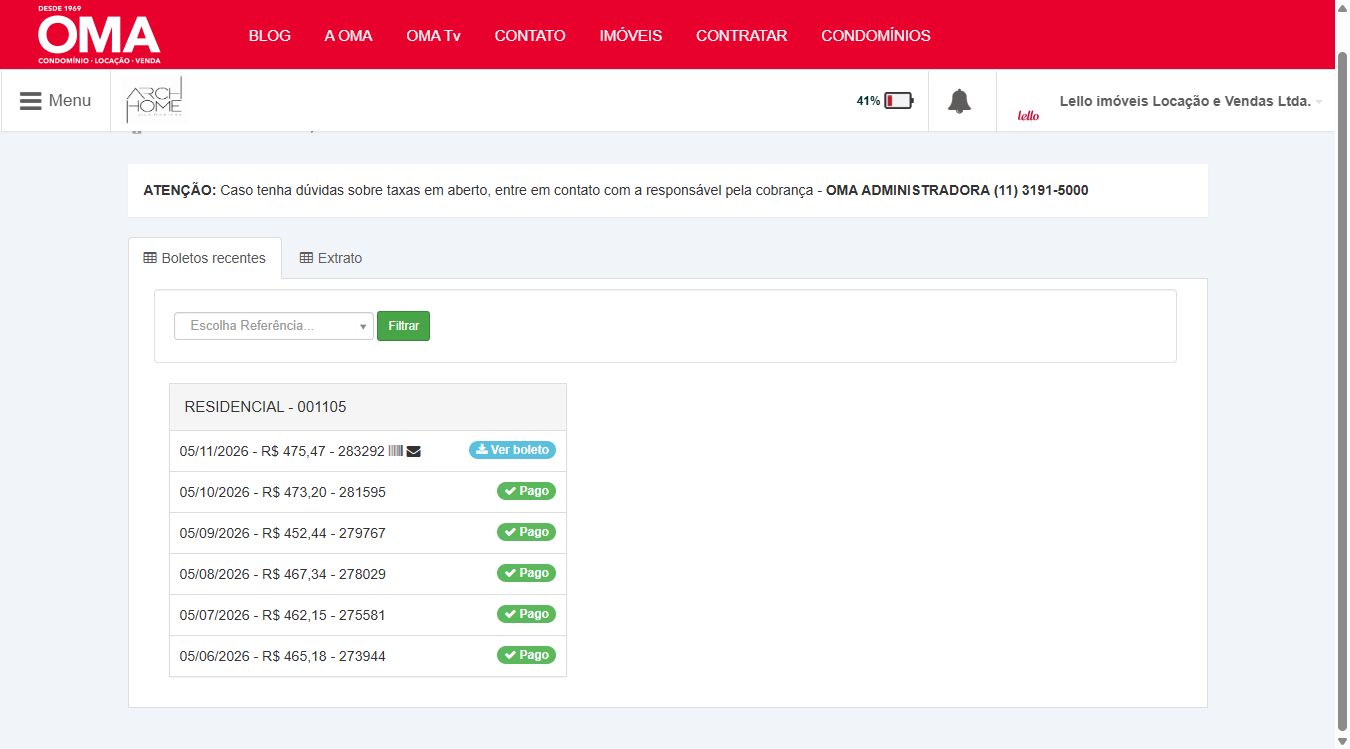 DESDE 1969
OMA
CONDOMÍNIO · LOCAÇÃO · VENDA
BLOG A OMA OMA Tv CONTATO IMÓVEIS CONTRATAR CONDOMÍNIOS
Menu
ARCH HOME
41%
lello
Lello imóveis Locação e Vendas Ltda.
ATENÇÃO: Caso tenha dúvidas sobre taxas em aberto, entre em contato com a responsável pela cobrança - OMA ADMINISTRADORA (11) 3191-5000
Boletos recentes Extrato
Escolha Referência... Filtrar
RESIDENCIAL - 001105
05/11/2026 - R$ 475,47 - 283292 Ver boleto
05/10/2026 - R$ 473,20 - 281595 Pago
05/09/2026 - R$ 452,44 - 279767 Pago
05/08/2026 - R$ 467,34 - 278029 Pago
05/07/2026 - R$ 462,15 - 275581 Pago
05/06/2026 - R$ 465,18 - 273944 Pago